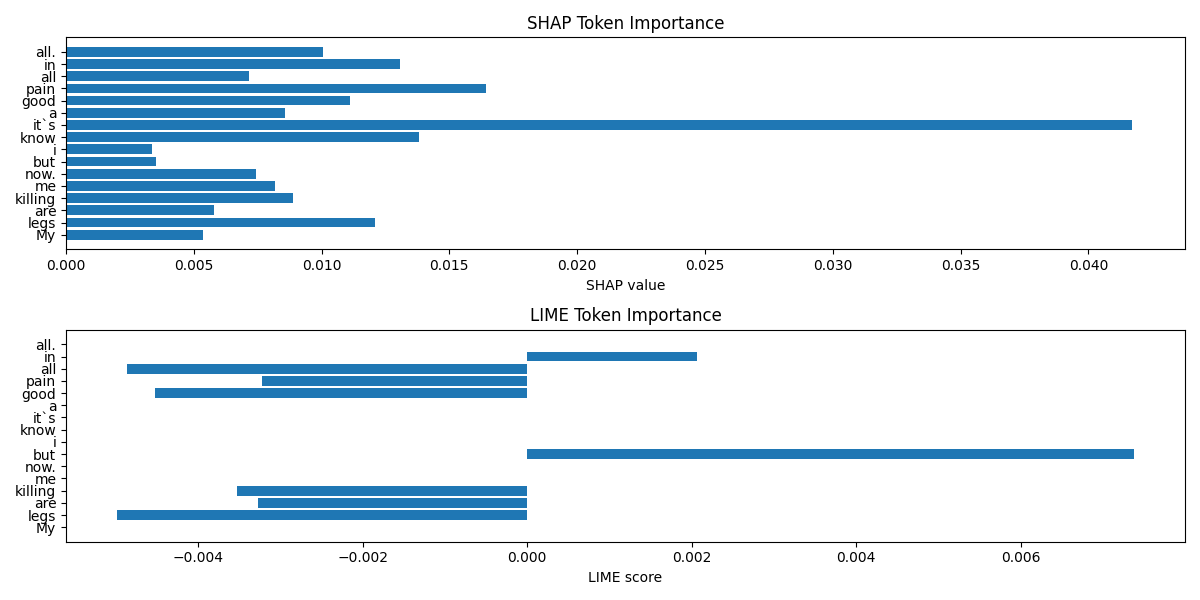 SHAP Token Importance
all.
in
all
pain
good
a
it`s
know
i
but
now.
me
killing
are
legs
My
0.000 0.005 0.010 0.015 0.020 0.025 0.030 0.035 0.040
SHAP value
LIME Token Importance
all.
in
all
pain
good
a
it`s
know
i
but
now.
me
killing
are
legs
My
−0.004 −0.002 0.000 0.002 0.004 0.006
LIME score